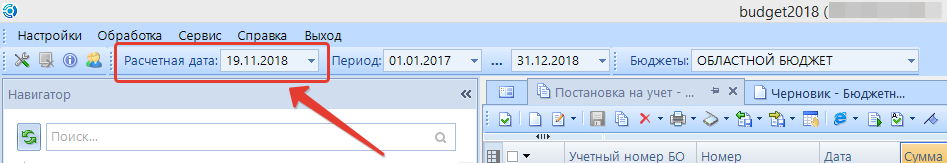 budget2018 (
Настройки Обработка Сервис Справка Выход
Расчетная дата: 19.11.2018 Период: 01.01.2017 ... 31.12.2018 Бюджеты: ОБЛАСТНОЙ БЮДЖЕТ
Навигатор
Постановка на учет - ... Черновик - Бюджетн...
Поиск...
Учетный номер БО Номер Дата Сумма